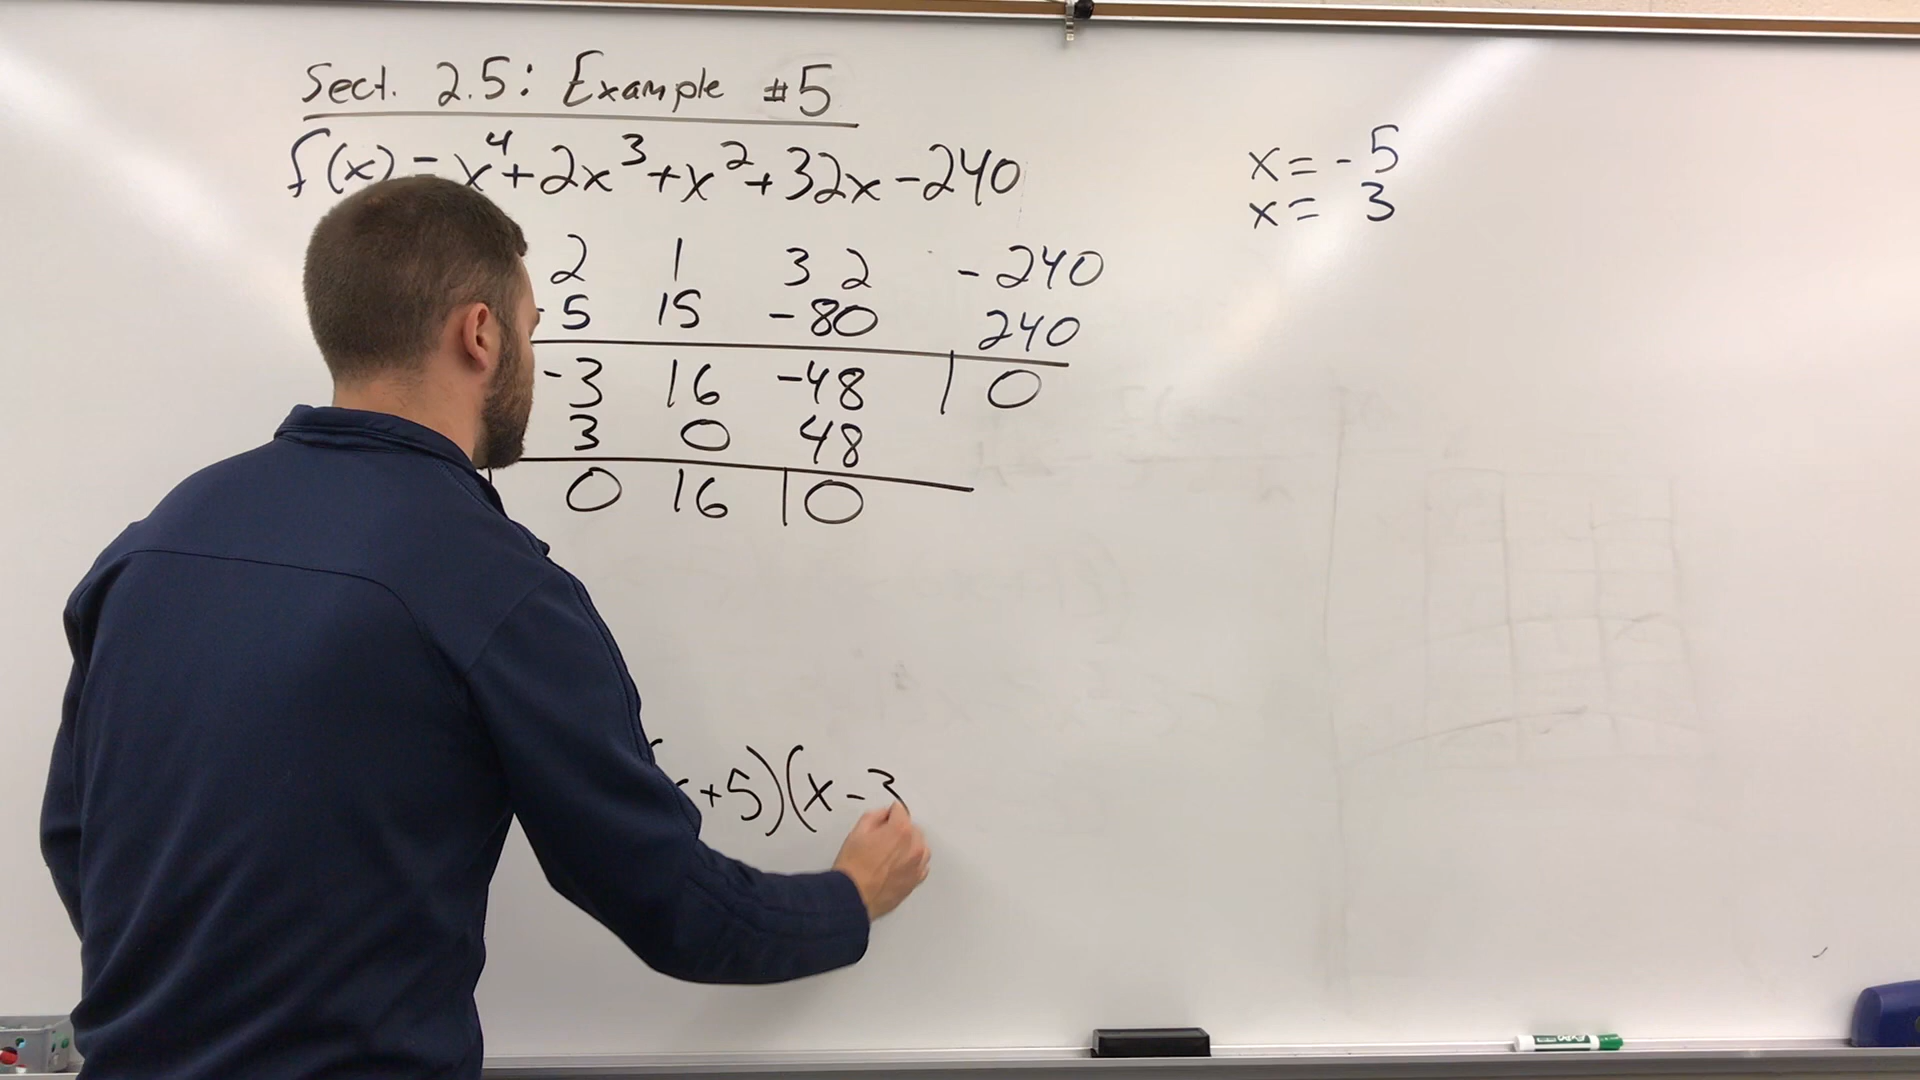 Sect. 2.5: Example #5
f(x) = x⁴+2x³+x²+32x-240
x= -5
x= 3
2 1 32 -240
-5 15 -80 240
-3 16 -48 | 0
3 0 48
0 16 | 0
+5)(x-3